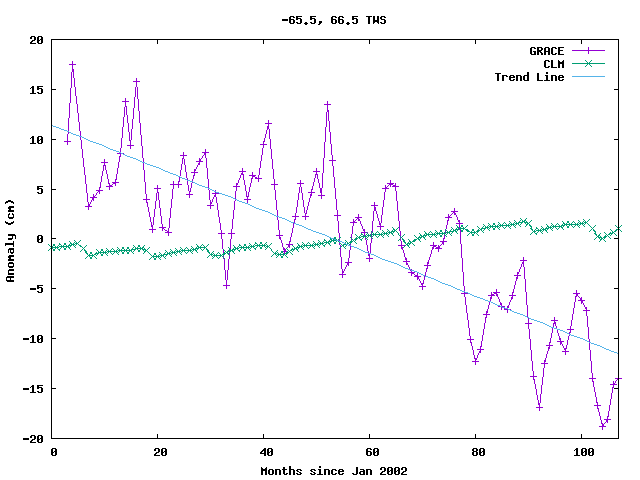 -65.5, 66.5 TWS
GRACE
CLM
Trend Line
20
15
10
5
0
-5
-10
-15
-20
Anomaly (cm)
0 20 40 60 80 100
Months since Jan 2002